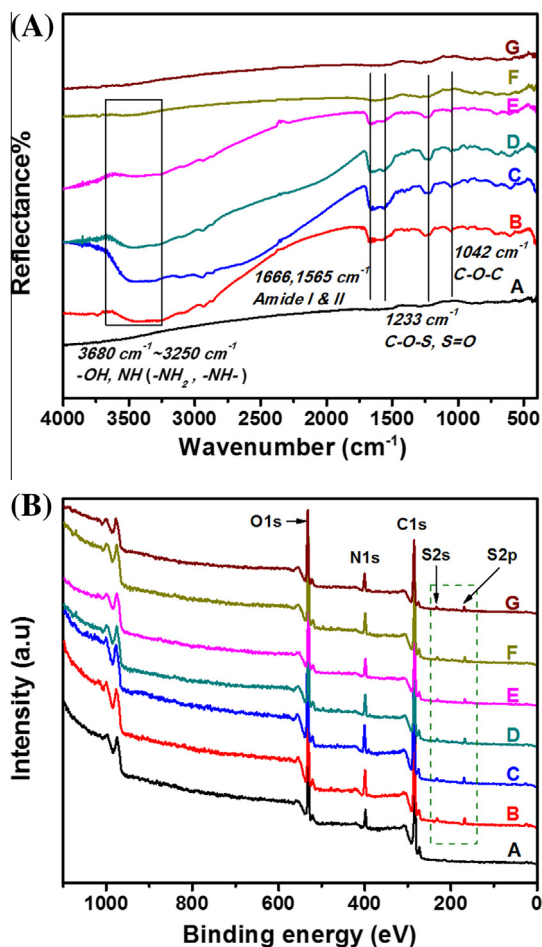 (A)
G
F
E
D
C
B
A
1666,1565 cm⁻¹
Amide I & II
1042 cm⁻¹
C-O-C
1233 cm⁻¹
C-O-S, S=O
3680 cm⁻¹~3250 cm⁻¹
-OH, NH (-NH₂ , -NH- )
Reflectance%
4000 3500 3000 2500 2000 1500 1000 500
Wavenumber (cm⁻¹)
(B)
O1s
N1s
C1s
S2s
S2p
G
F
E
D
C
B
A
Intensity (a.u)
1000 800 600 400 200 0
Binding energy (eV)